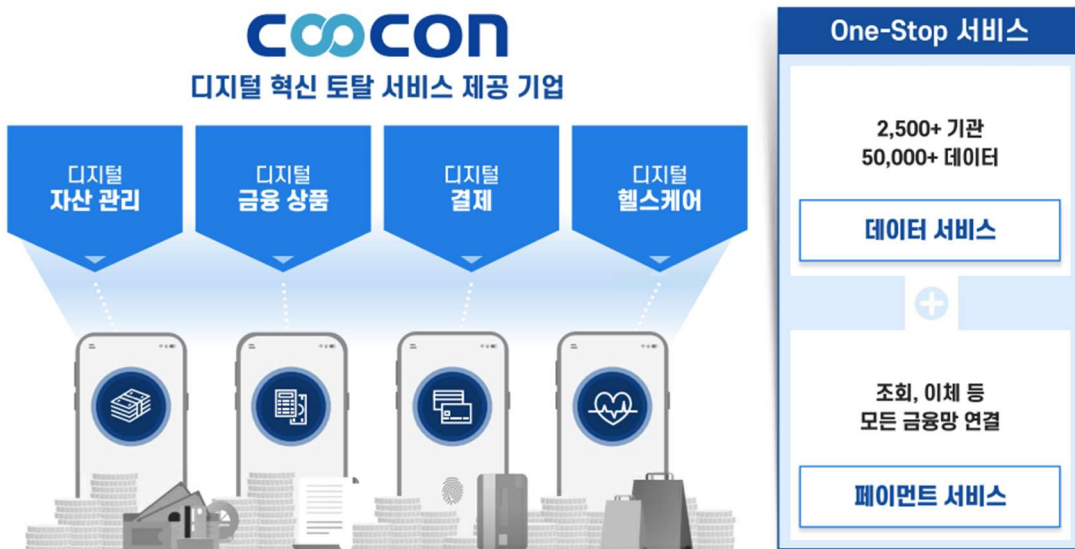 coocon
디지털 혁신 토탈 서비스 제공 기업
디지털
자산 관리
디지털
금융 상품
디지털
결제
디지털
헬스케어
One-Stop 서비스
2,500+ 기관
50,000+ 데이터
데이터 서비스
조회, 이체 등
모든 금융망 연결
페이먼트 서비스